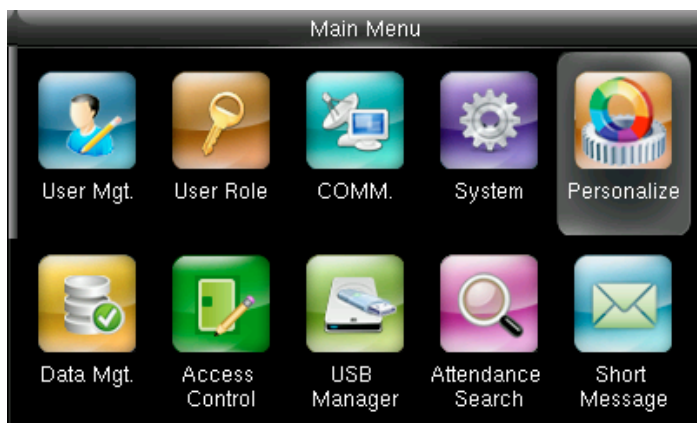 Main Menu
User Mgt.
User Role
COMM.
System
Personalize
Data Mgt.
Access
Control
USB
Manager
Attendance
Search
Short
Message